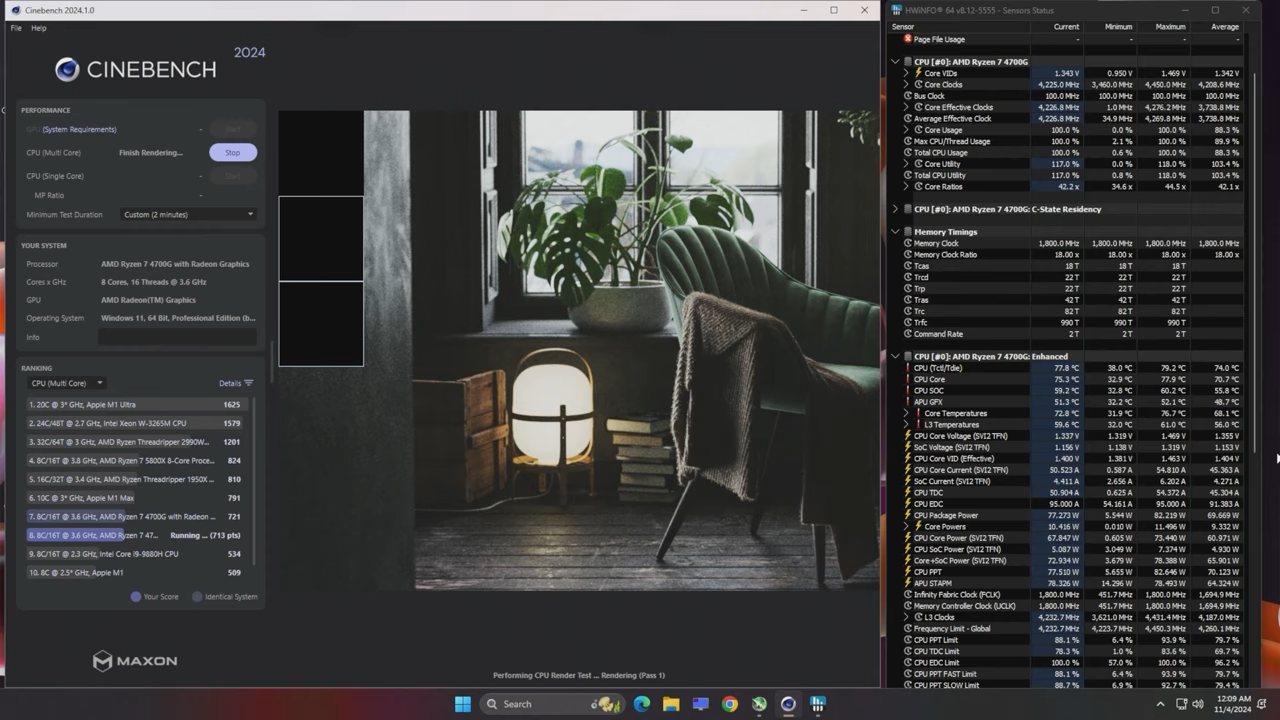 Cinebench 2024.1.0
File Help
CINEBENCH 2024
PERFORMANCE
GPU (System Requirements) - Start
CPU (Multi Core) Finish Rendering... Stop
CPU (Single Core) - Start
MP Ratio -
Minimum Test Duration Custom (2 minutes)
YOUR SYSTEM
Processor AMD Ryzen 7 4700G with Radeon Graphics
Cores x GHz 8 Cores, 16 Threads @ 3.6 GHz
GPU AMD Radeon(TM) Graphics
Operating System Windows 11, 64 Bit, Professional Edition (b...
Info
RANKING
CPU (Multi Core) Details
1. 20C @ 3* GHz, Apple M1 Ultra 1625
2. 24C/48T @ 2.7 GHz, Intel Xeon W-3265M CPU 1579
3. 32C/64T @ 3 GHz, AMD Ryzen Threadripper 2990W... 1201
4. 8C/16T @ 3.8 GHz, AMD Ryzen 7 5800X 8-Core Proce... 824
5. 16C/32T @ 3.4 GHz, AMD Ryzen Threadripper 1950X ... 810
6. 10C @ 3* GHz, Apple M1 Max 791
7. 8C/16T @ 3.6 GHz, AMD Ryzen 7 4700G with Radeon ... 721
8. 8C/16T @ 3.6 GHz, AMD Ryzen 7 47... Running ... (713 pts)
9. 8C/16T @ 2.3 GHz, Intel Core i9-9880H CPU 534
10. 8C @ 2.5* GHz, Apple M1 509
Your Score Identical System
MAXON
Performing CPU Render Test ... Rendering (Pass 1)
HWiNFO® 64 v8.12-5555 - Sensors Status
Sensor Current Minimum Maximum Average
Page File Usage - - - -
CPU [#0]: AMD Ryzen 7 4700G
Core VIDs 1.343 V 0.950 V 1.469 V 1.342 V
Core Clocks 4,225.0 MHz 3,460.0 MHz 4,450.0 MHz 4,208.6 MHz
Bus Clock 100.0 MHz 100.0 MHz 100.0 MHz 100.0 MHz
Core Effective Clocks 4,226.8 MHz 1.0 MHz 4,276.2 MHz 3,738.8 MHz
Average Effective Clock 4,226.8 MHz 34.9 MHz 4,269.8 MHz 3,738.8 MHz
Core Usage 100.0 % 0.0 % 100.0 % 88.3 %
Max CPU/Thread Usage 100.0 % 2.1 % 100.0 % 89.9 %
Total CPU Usage 100.0 % 0.6 % 100.0 % 88.3 %
Core Utility 117.0 % 0.0 % 118.0 % 103.4 %
Total CPU Utility 117.0 % 0.8 % 118.0 % 103.4 %
Core Ratios 42.2 x 34.6 x 44.5 x 42.1 x
CPU [#0]: AMD Ryzen 7 4700G: C-State Residency
Memory Timings
Memory Clock 1,800.0 MHz 1,800.0 MHz 1,800.0 MHz 1,800.0 MHz
Memory Clock Ratio 18.00 x 18.00 x 18.00 x 18.00 x
Tcas 18 T 18 T 18 T
Trcd 22 T 22 T 22 T
Trp 22 T 22 T 22 T
Tras 42 T 42 T 42 T
Trc 82 T 82 T 82 T
Trfc 990 T 990 T 990 T
Command Rate 2 T 2 T 2 T
CPU [#0]: AMD Ryzen 7 4700G: Enhanced
CPU (Tctl/Tdie) 77.8 °C 38.0 °C 79.2 °C 74.0 °C
CPU Core 75.3 °C 32.9 °C 77.9 °C 70.7 °C
CPU SOC 59.2 °C 32.8 °C 60.2 °C 55.8 °C
APU GFX 51.3 °C 32.2 °C 52.1 °C 48.7 °C
Core Temperatures 72.8 °C 31.9 °C 76.7 °C 68.1 °C
L3 Temperatures 59.6 °C 32.0 °C 61.0 °C 56.0 °C
CPU Core Voltage (SVI2 TFN) 1.337 V 1.319 V 1.469 V 1.355 V
SoC Voltage (SVI2 TFN) 1.156 V 1.138 V 1.319 V 1.153 V
CPU Core VID (Effective) 1.400 V 1.381 V 1.463 V 1.404 V
CPU Core Current (SVI2 TFN) 50.523 A 0.587 A 54.810 A 45.363 A
SoC Current (SVI2 TFN) 4.411 A 2.656 A 6.202 A 4.271 A
CPU TDC 50.904 A 0.625 A 54.372 A 45.304 A
CPU EDC 95.000 A 54.161 A 95.000 A 91.383 A
CPU Package Power 77.273 W 5.544 W 82.219 W 69.669 W
Core Powers 10.416 W 0.010 W 11.496 W 9.332 W
CPU Core Power (SVI2 TFN) 67.847 W 0.605 W 73.440 W 60.971 W
CPU SoC Power (SVI2 TFN) 5.087 W 3.049 W 7.374 W 4.930 W
Core+SoC Power (SVI2 TFN) 72.934 W 3.679 W 78.388 W 65.901 W
CPU PPT 77.510 W 5.655 W 82.646 W 70.123 W
APU STAPM 78.326 W 14.296 W 78.493 W 64.324 W
Infinity Fabric Clock (FCLK) 1,800.0 MHz 451.7 MHz 1,800.0 MHz 1,694.9 MHz
Memory Controller Clock (UCLK) 1,800.0 MHz 451.7 MHz 1,800.0 MHz 1,694.9 MHz
L3 Clocks 4,232.7 MHz 3,621.0 MHz 4,431.4 MHz 4,187.0 MHz
Frequency Limit - Global 4,232.7 MHz 4,223.7 MHz 4,450.3 MHz 4,260.1 MHz
CPU PPT Limit 88.1 % 6.4 % 93.9 % 79.7 %
CPU TDC Limit 78.3 % 1.0 % 83.6 % 69.7 %
CPU EDC Limit 100.0 % 57.0 % 100.0 % 96.2 %
CPU PPT FAST Limit 88.1 % 6.4 % 93.9 % 79.7 %
CPU PPT SLOW Limit 88.7 % 6.9 % 92.7 % 79.4 %
Search
12:09 AM
11/4/2024